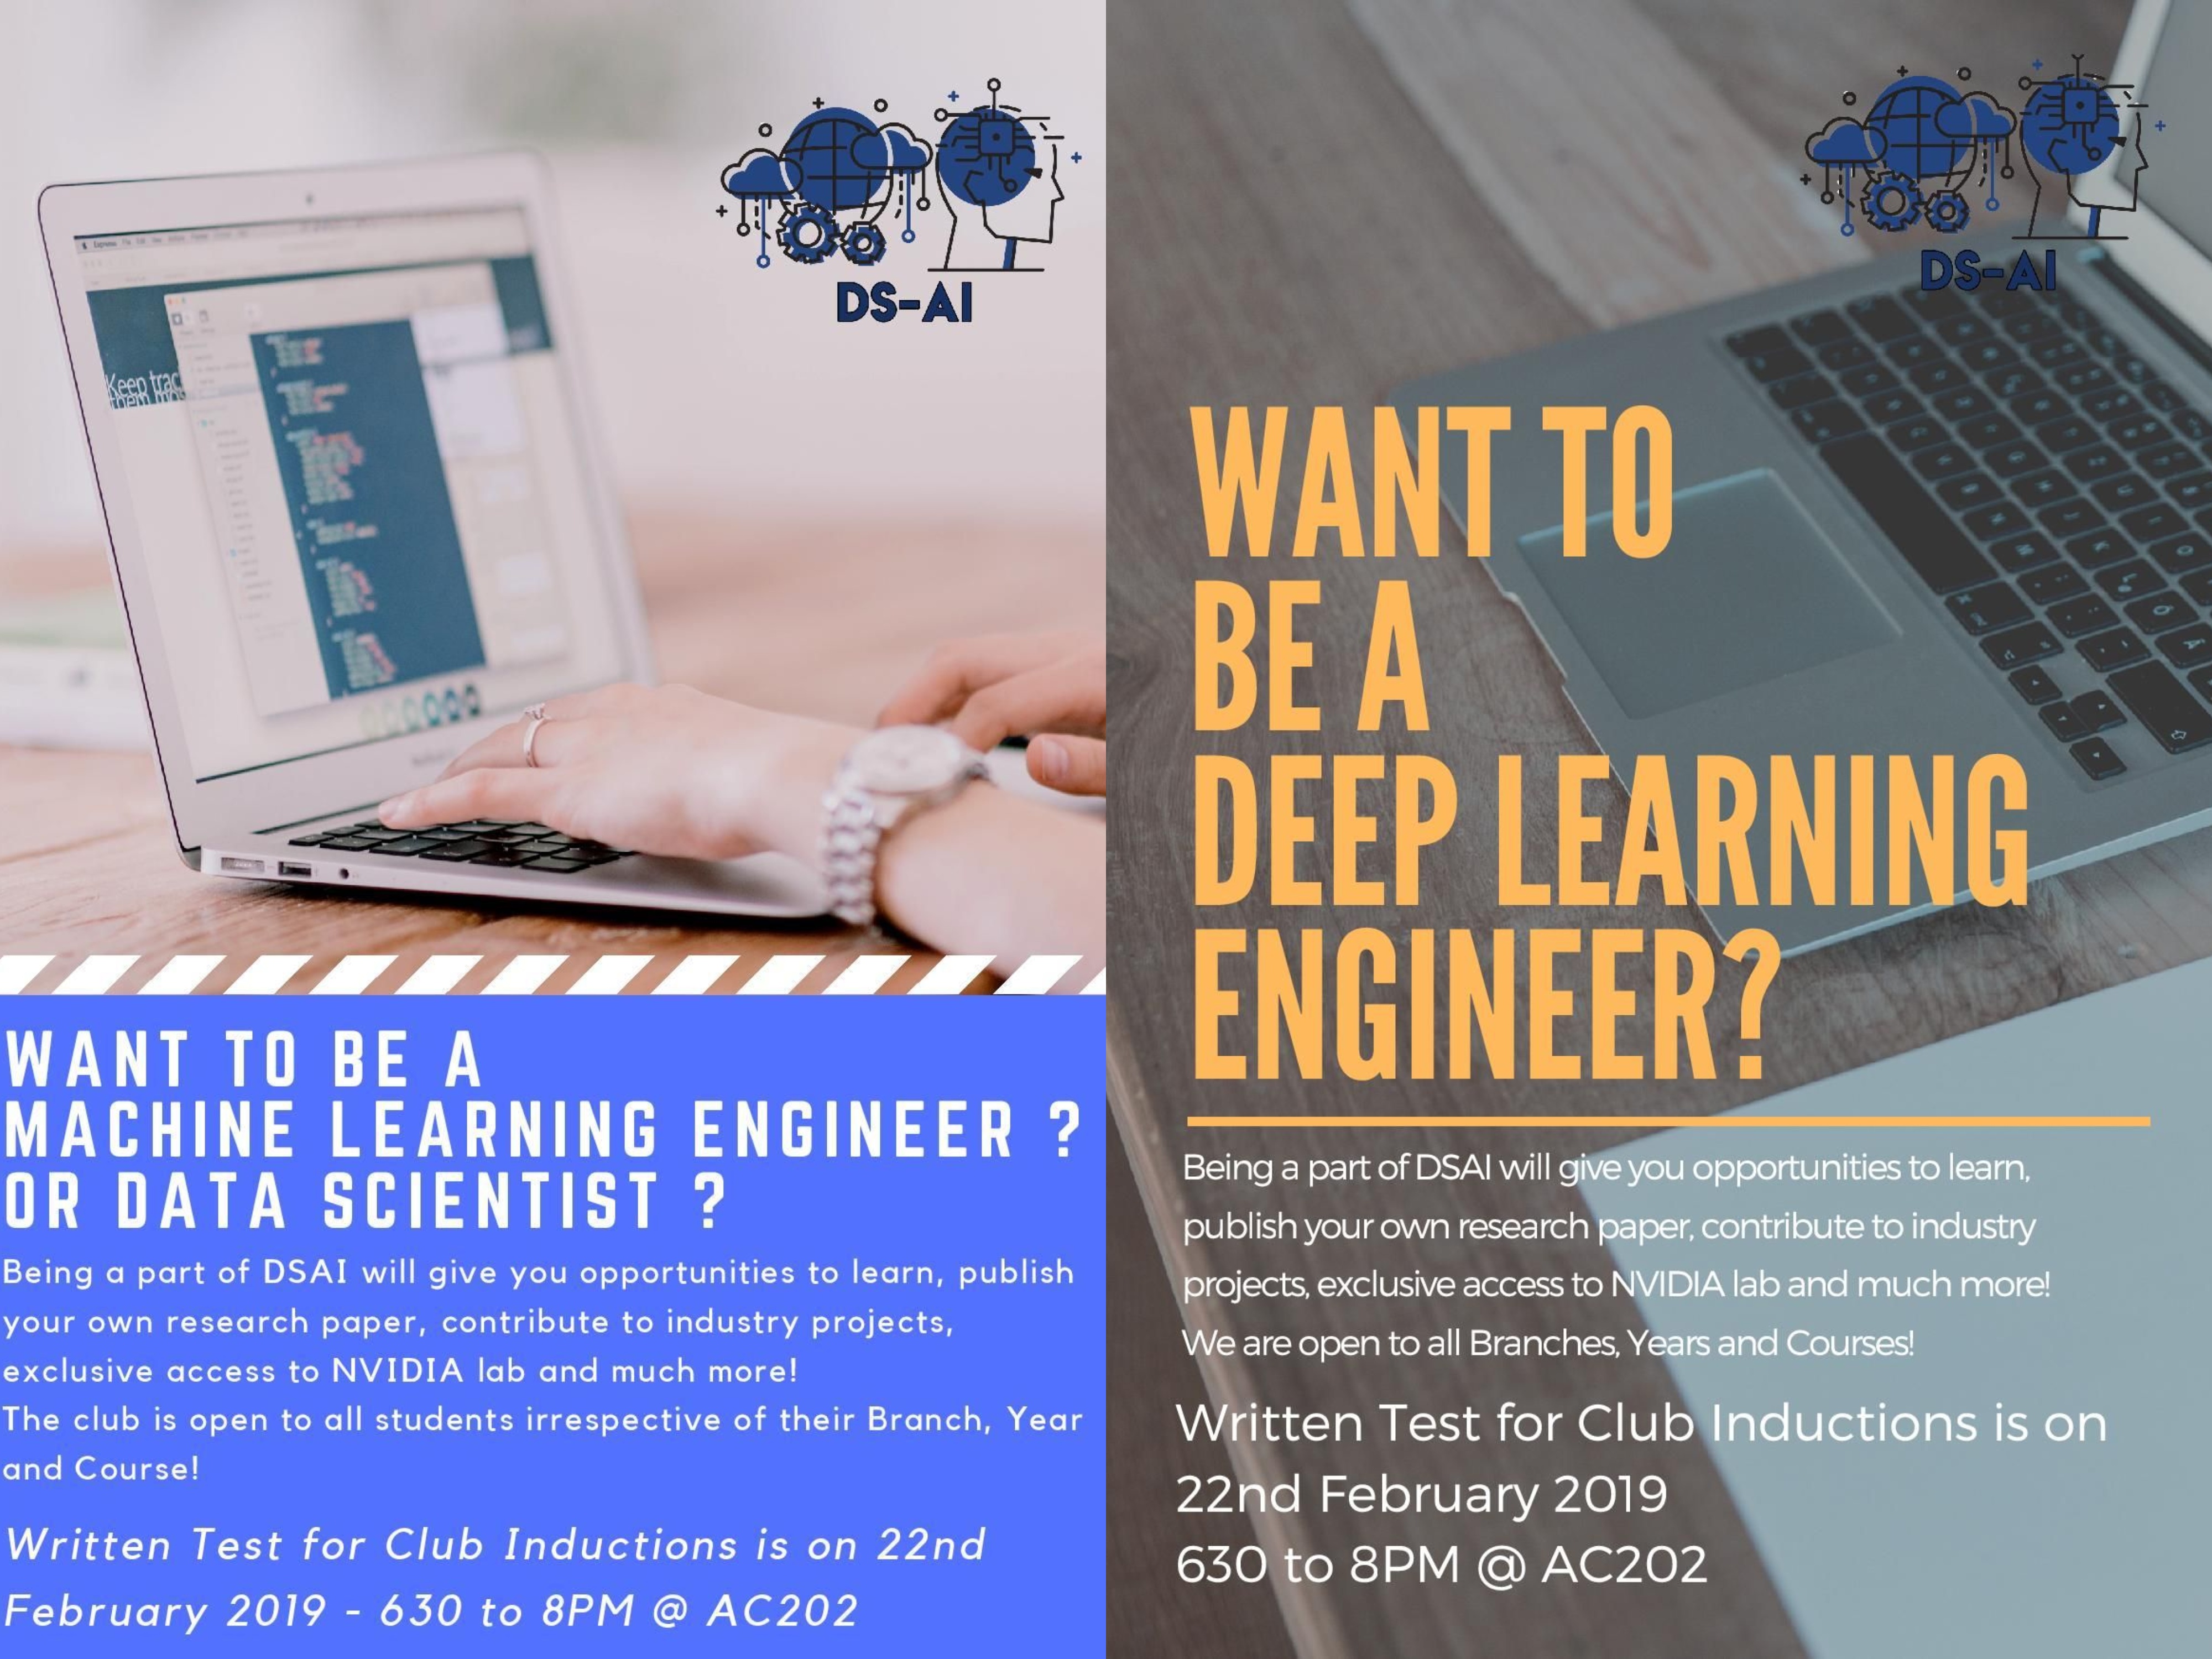 Keep trac
them mos
DS-AI
WANT TO BE A
MACHINE LEARNING ENGINEER ?
OR DATA SCIENTIST ?
Being a part of DSAI will give you opportunities to learn, publish
your own research paper, contribute to industry projects,
exclusive access to NVIDIA lab and much more!
The club is open to all students irrespective of their Branch, Year
and Course!
Written Test for Club Inductions is on 22nd
February 2019 - 630 to 8PM @ AC202
DS-AI
WANT TO
BE A
DEEP LEARNING
ENGINEER?
Being a part of DSAI will give you opportunities to learn,
publish your own research paper, contribute to industry
projects, exclusive access to NVIDIA lab and much more!
We are open to all Branches, Years and Courses!
Written Test for Club Inductions is on
22nd February 2019
630 to 8PM @ AC202